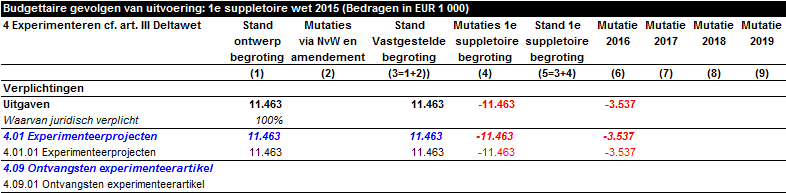 Budgettaire gevolgen van uitvoering: 1e suppletoire wet 2015 (Bedragen in EUR 1 000)
4 Experimenteren cf. art. III Deltawet Stand Mutaties Stand Mutaties 1e Stand 1e Mutatie Mutatie Mutatie Mutatie
ontwerp via NvW en Vastgestelde suppletoire suppletoire 2016 2017 2018 2019
begroting amendement begroting begroting begroting
(1) (2) (3=1+2)) (4) (5=3+4) (6) (7) (8) (9)
Verplichtingen
Uitgaven 11.463 11.463 -11.463 -3.537
Waarvan juridisch verplicht 100%
4.01 Experimenteerprojecten 11.463 11.463 -11.463 -3.537
4.01.01 Experimenteerprojecten 11.463 11.463 -11.463 -3.537
4.09 Ontvangsten experimenteerartikel
4.09.01 Ontvangsten experimenteerartikel